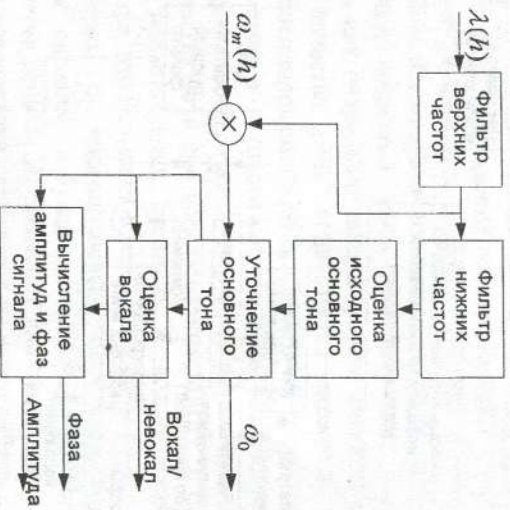 λ(h)
Фильтр
верхних
частот
Фильтр
нижних
частот
Оценка
исходного
основного
тона
ω_m(h)
×
Уточнение
основного
тона
ω₀
Оценка
вокала
Вокал/
невокал
Вычисление
амплитуд и фаз
сигнала
Фаза
Амплитуда